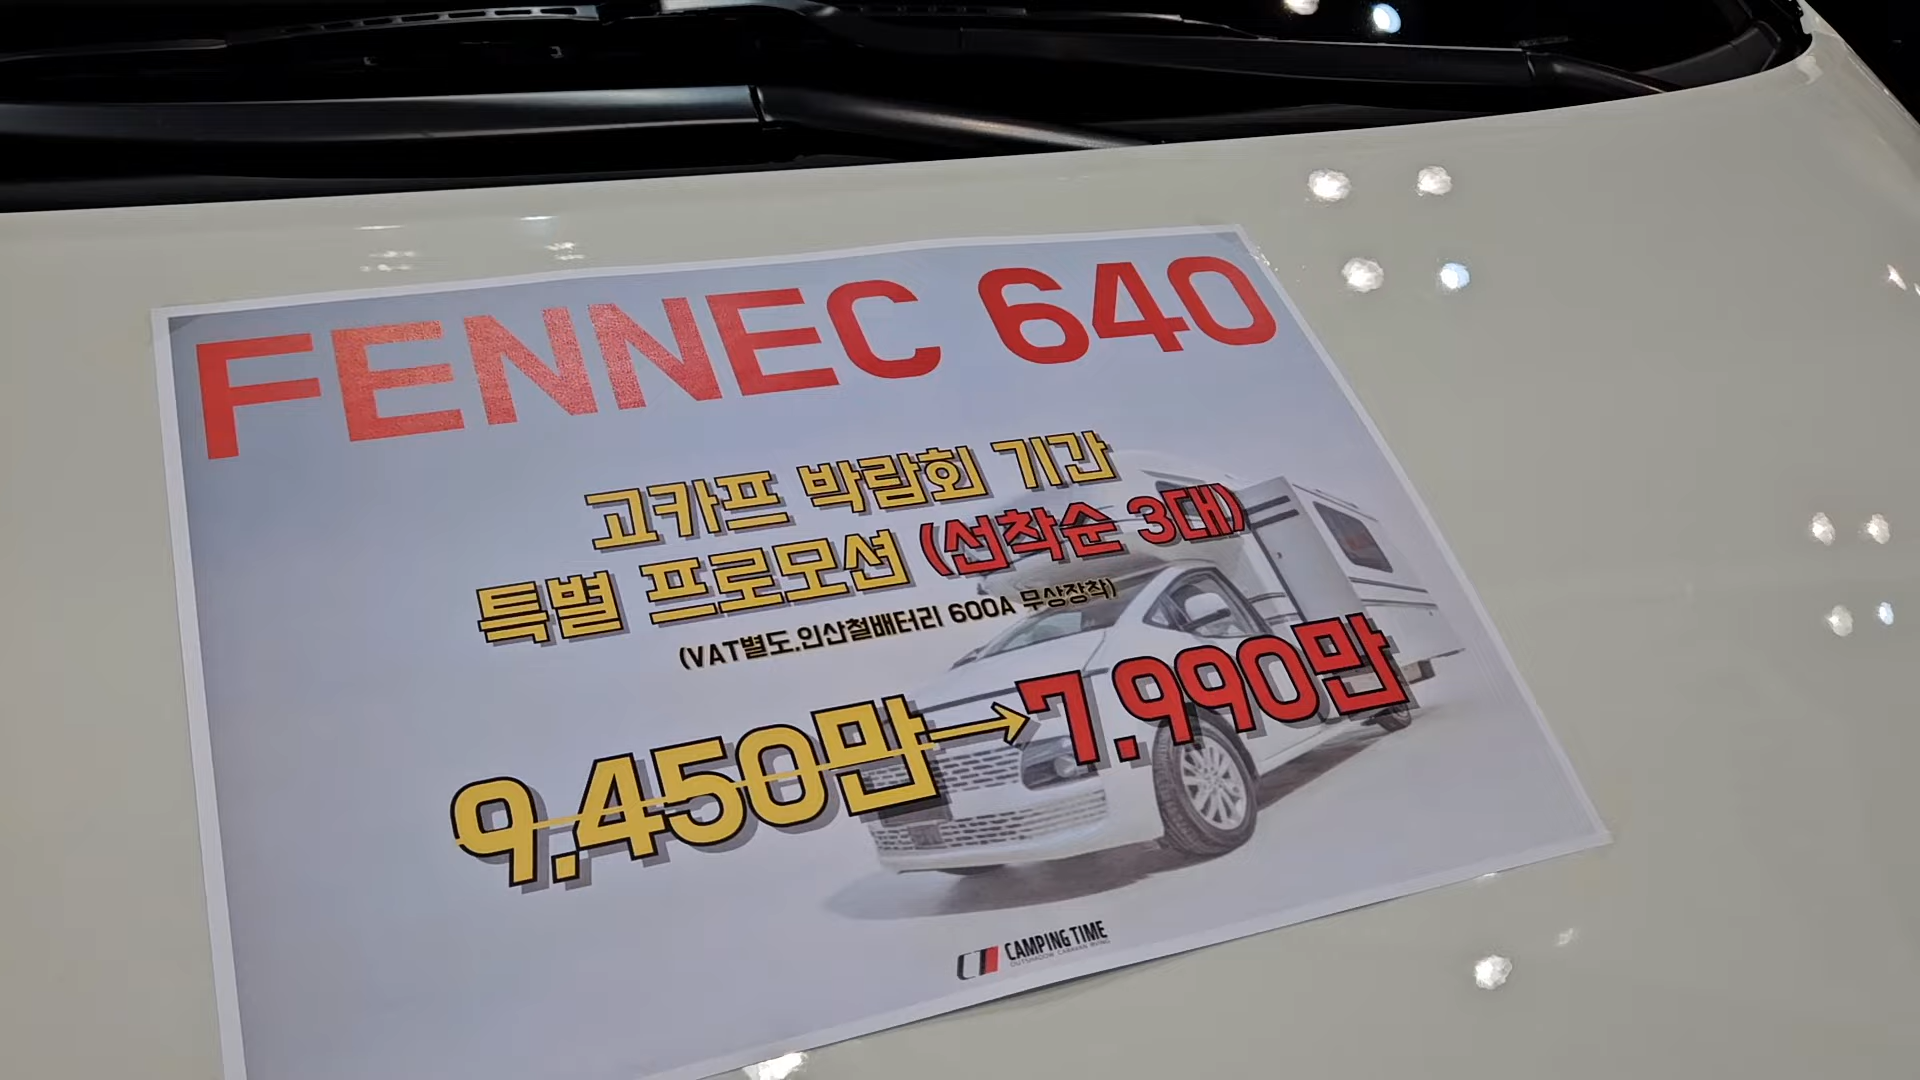 FENNEC 640
고카프 박람회 기간
특별 프로모션 (선착순 3대)
(VAT별도.인산철배터리 600A 무상장착)
9,450만→7.990만
CAMPING TIME